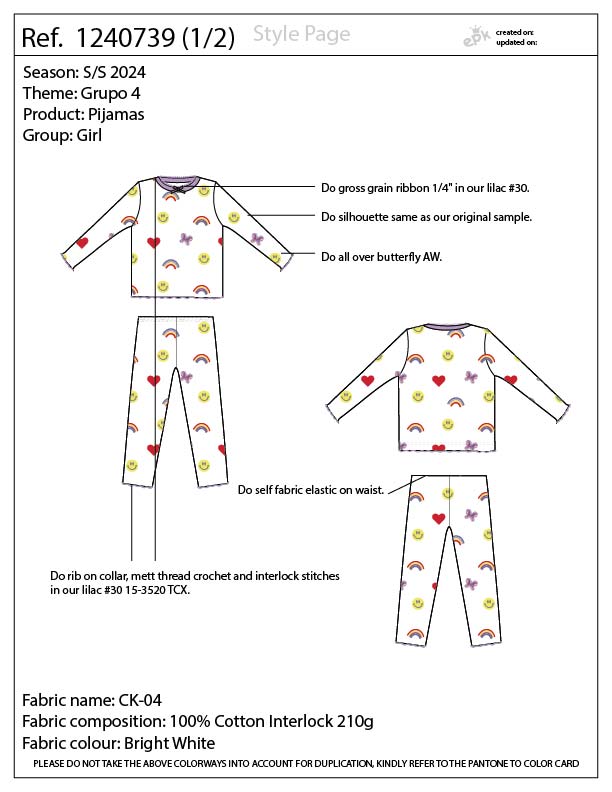 Ref. 1240739 (1/2)
Style Page
epk
created on:
updated on:
Season: S/S 2024
Theme: Grupo 4
Product: Pijamas
Group: Girl
Do gross grain ribbon 1/4" in our lilac #30.
Do silhouette same as our original sample.
Do all over butterfly AW.
Do self fabric elastic on waist.
Do rib on collar, mett thread crochet and interlock stitches
in our lilac #30 15-3520 TCX.
Fabric name: CK-04
Fabric composition: 100% Cotton Interlock 210g
Fabric colour: Bright White
PLEASE DO NOT TAKE THE ABOVE COLORWAYS INTO ACCOUNT FOR DUPLICATION, KINDLY REFER TO THE PANTONE TO COLOR CARD